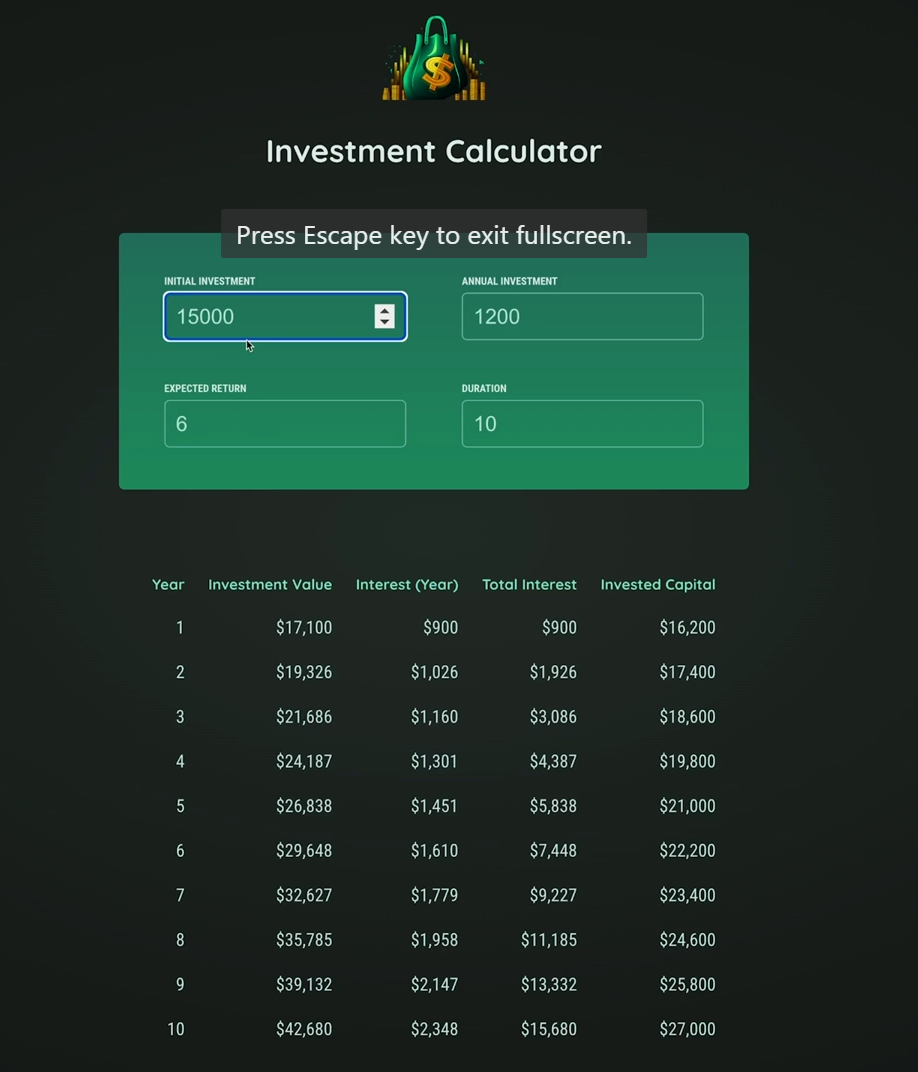 $
Investment Calculator
Press Escape key to exit fullscreen.
INITIAL INVESTMENT ANNUAL INVESTMENT
15000 1200
EXPECTED RETURN DURATION
6 10
Year Investment Value Interest (Year) Total Interest Invested Capital
1 $17,100 $900 $900 $16,200
2 $19,326 $1,026 $1,926 $17,400
3 $21,686 $1,160 $3,086 $18,600
4 $24,187 $1,301 $4,387 $19,800
5 $26,838 $1,451 $5,838 $21,000
6 $29,648 $1,610 $7,448 $22,200
7 $32,627 $1,779 $9,227 $23,400
8 $35,785 $1,958 $11,185 $24,600
9 $39,132 $2,147 $13,332 $25,800
10 $42,680 $2,348 $15,680 $27,000